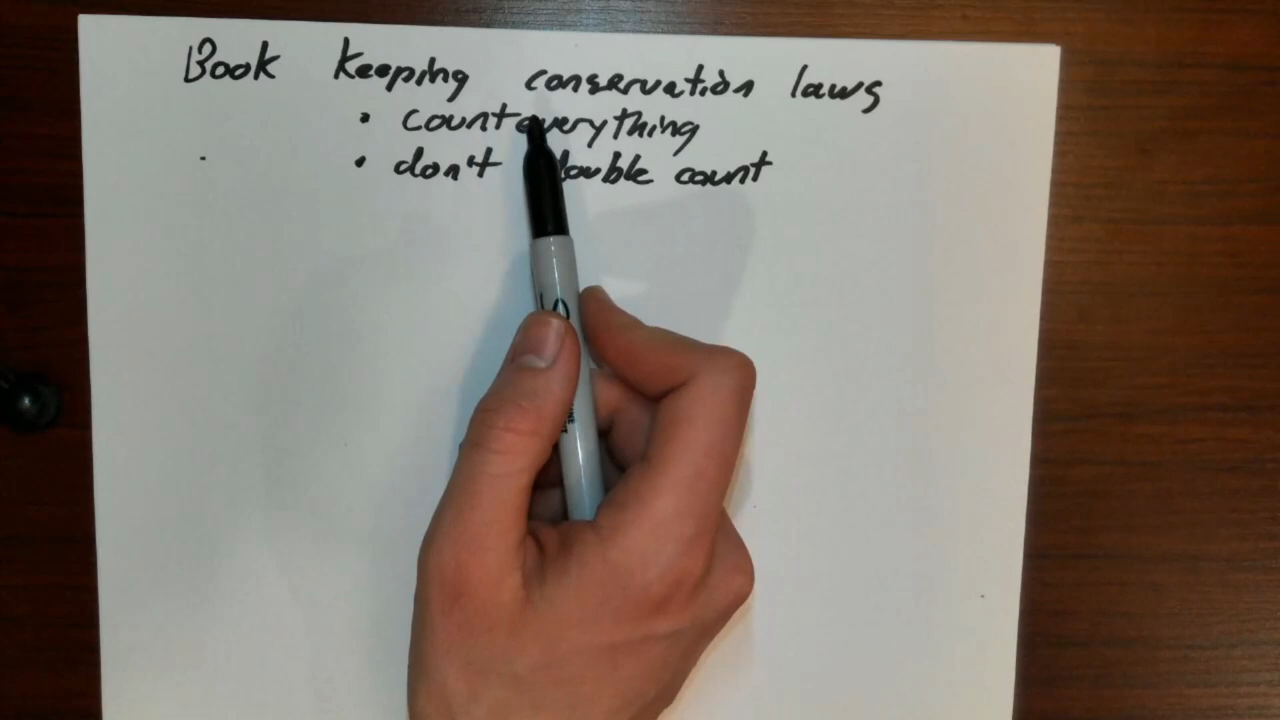 Book keeping conservation laws
• count everything
• don't double count